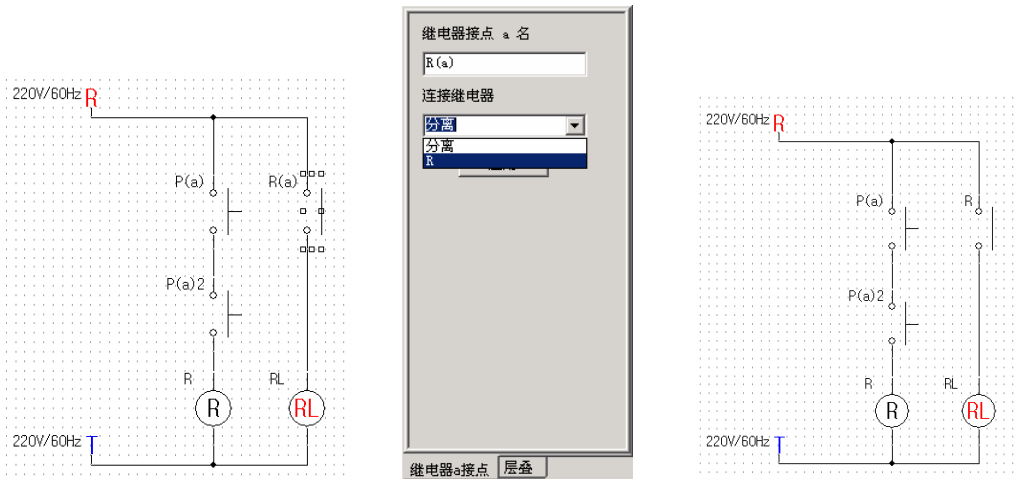 220V/60Hz R
P(a) R(a)
P(a)2
R RL
R RL
220V/60Hz T
继电器接点 a 名
R(a)
连接继电器
分离
分离
R
继电器a接点 层叠
220V/60Hz R
P(a) R
P(a)2
R RL
R RL
220V/60Hz T